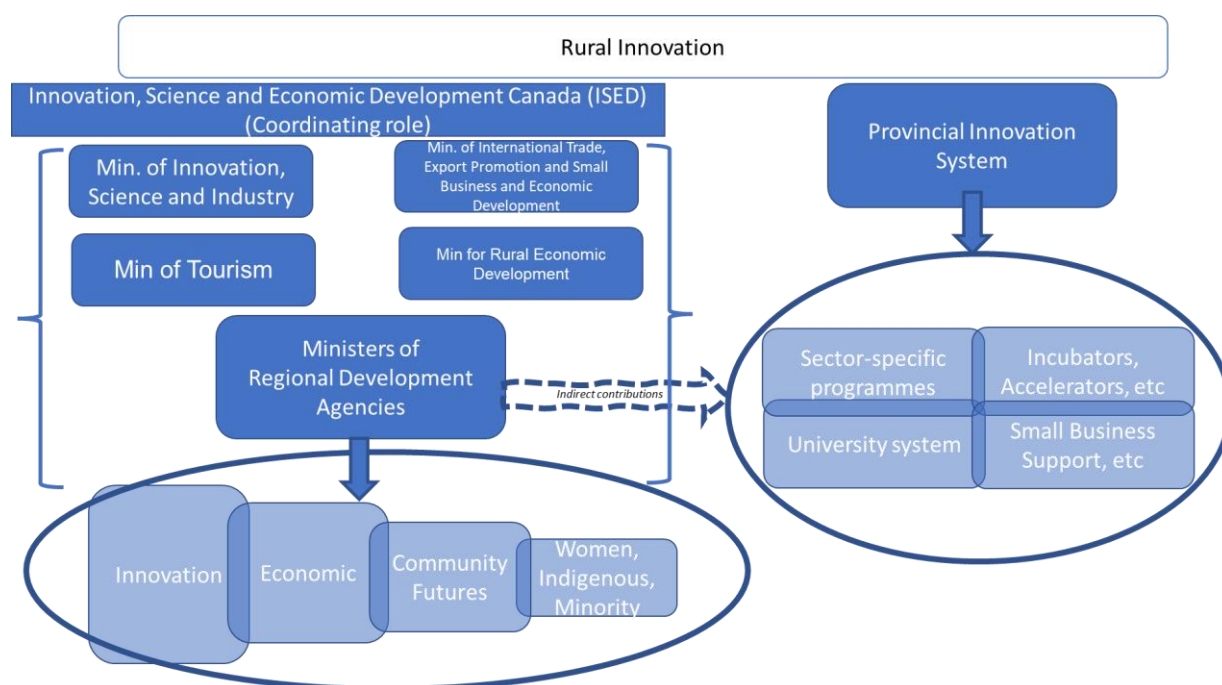 Rural Innovation
Innovation, Science and Economic Development Canada (ISED)
(Coordinating role)
Min. of Innovation,
Science and Industry
Min. of International Trade,
Export Promotion and Small
Business and Economic
Development
Min of Tourism
Min for Rural Economic
Development
Ministers of
Regional Development
Agencies
Indirect contributions
Innovation
Economic
Community
Futures
Women,
Indigenous,
Minority
Provincial Innovation
System
Sector-specific
programmes
Incubators,
Accelerators, etc
University system
Small Business
Support, etc